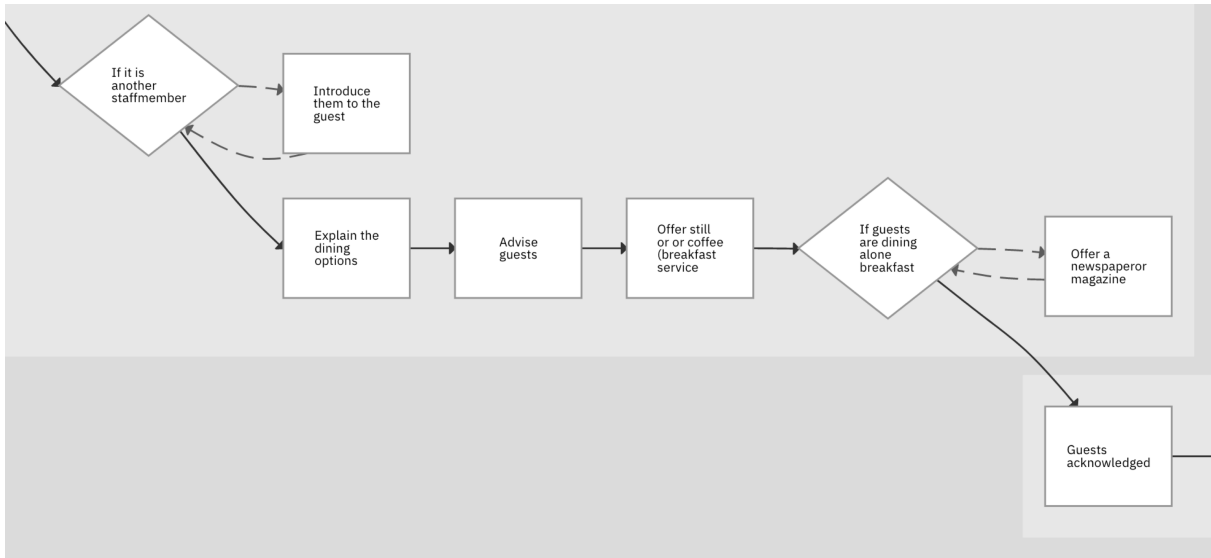 If it is
another
staffmember
Introduce
them to the
guest
Explain the
dining
options
Advise
guests
Offer still
or or coffee
(breakfast
service
If guests
are dining
alone
breakfast
Offer a
newspaperor
magazine
Guests
acknowledged